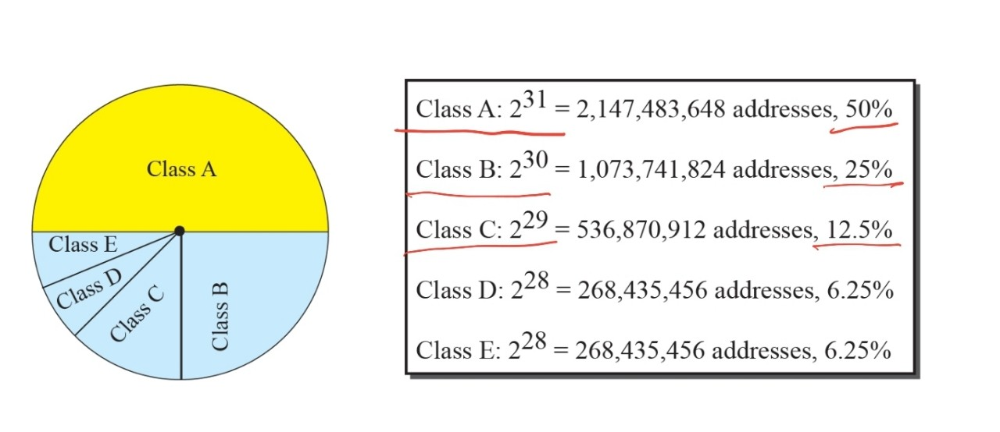 Class A
Class E
Class D
Class C
Class B
Class A: 2^31 = 2,147,483,648 addresses, 50%
Class B: 2^30 = 1,073,741,824 addresses, 25%
Class C: 2^29 = 536,870,912 addresses, 12.5%
Class D: 2^28 = 268,435,456 addresses, 6.25%
Class E: 2^28 = 268,435,456 addresses, 6.25%